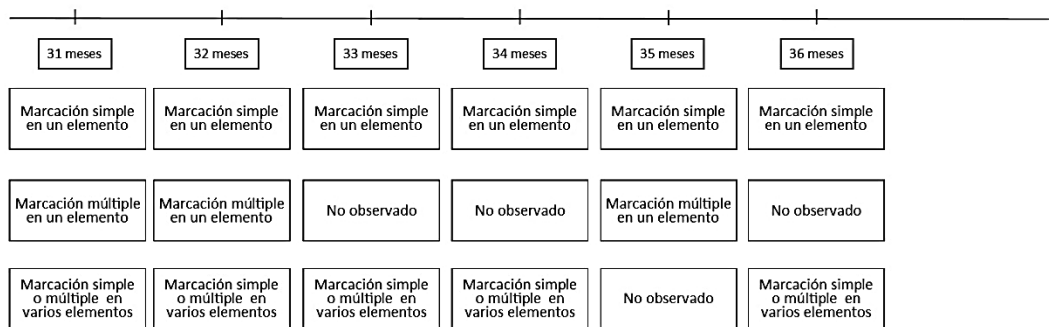 31 meses
32 meses
33 meses
34 meses
35 meses
36 meses
Marcación simple
en un elemento
Marcación simple
en un elemento
Marcación simple
en un elemento
Marcación simple
en un elemento
Marcación simple
en un elemento
Marcación simple
en un elemento
Marcación múltiple
en un elemento
Marcación múltiple
en un elemento
No observado
No observado
Marcación múltiple
en un elemento
No observado
Marcación simple
o múltiple en
varios elementos
Marcación simple
o múltiple en
varios elementos
Marcación simple
o múltiple en
varios elementos
Marcación simple
o múltiple en
varios elementos
No observado
Marcación simple
o múltiple en
varios elementos